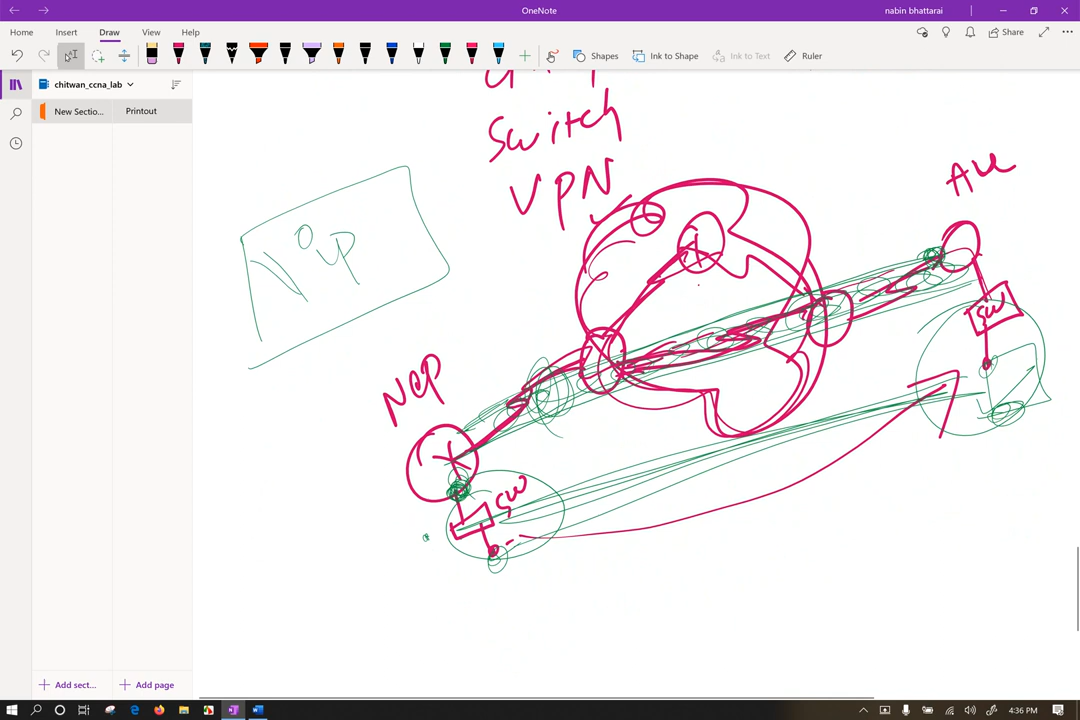 OneNote
nabin bhattarai
Home
Insert
Draw
View
Help
Share
Shapes
Ink to Shape
Ink to Text
Ruler
chitwan_ccna_lab
New Sectio...
Printout
Switch
VPN
NeP
SW
SW
Add sect...
Add page
4:36 PM